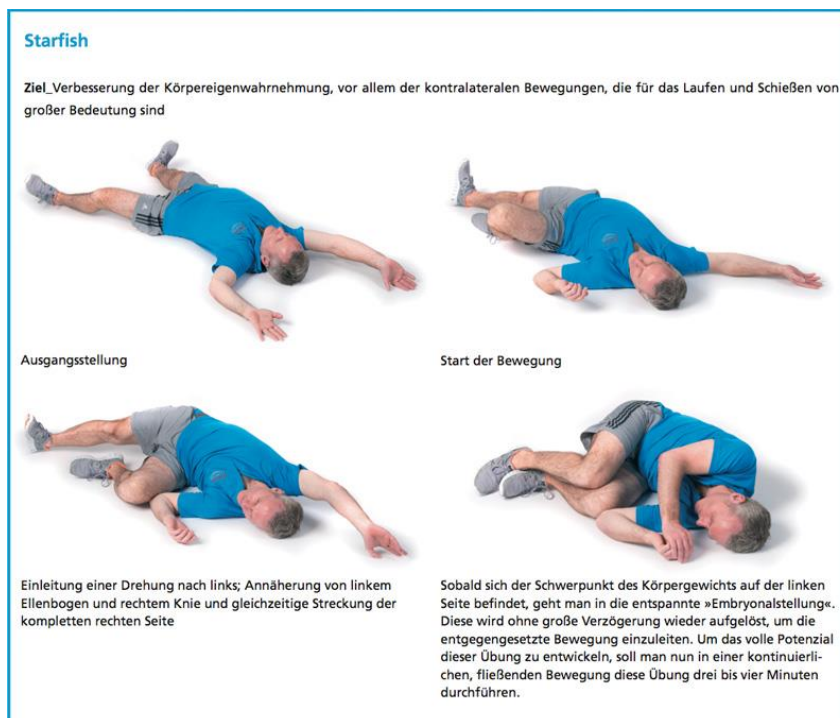 Starfish
Ziel_Verbesserung der Körpereigenwahrnehmung, vor allem der kontralateralen Bewegungen, die für das Laufen und Schießen von
großer Bedeutung sind
Ausgangsstellung
Start der Bewegung
Einleitung einer Drehung nach links; Annäherung von linkem
Ellenbogen und rechtem Knie und gleichzeitige Streckung der
kompletten rechten Seite
Sobald sich der Schwerpunkt des Körpergewichts auf der linken
Seite befindet, geht man in die entspannte »Embryonalstellung«.
Diese wird ohne große Verzögerung wieder aufgelöst, um die
entgegengesetzte Bewegung einzuleiten. Um das volle Potenzial
dieser Übung zu entwickeln, soll man nun in einer kontinuierli-
chen, fließenden Bewegung diese Übung drei bis vier Minuten
durchführen.